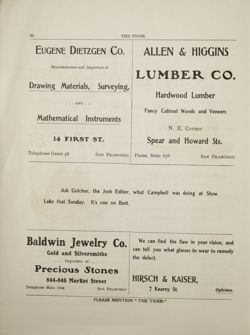 THE TIGER
EUGENE DIETZGEN CO.
Manufacturers and Importers of
Drawing Materials, Surveying,
... AND ...
Mathematical Instruments
14 FIRST ST.
Telephone Grant 58 SAN FRANCISCO
ALLEN & HIGGINS
LUMBER CO.
Hardwood Lumber
Fancy Cabinet Woods and Veneers
N. E. Corner
Spear and Howard Sts.
Phone, Main 676 SAN FRANCISCO
Ask Golcher, the Josh Editor, what Campbell was doing at Stow
Lake that Sunday. It's one on Burt.
Baldwin Jewelry Co.
Gold and Silversmiths
... Importers of ...
Precious Stones
844-846 Market Street
Telephone Main SAN FRANCISCO
We can find the flaw in your vision, and
can tell you what glasses to wear to remedy
the defect.
HIRSCH & KAISER,
7 Kearny St. Opticians.
PLEASE MENTION "THE TIGER."